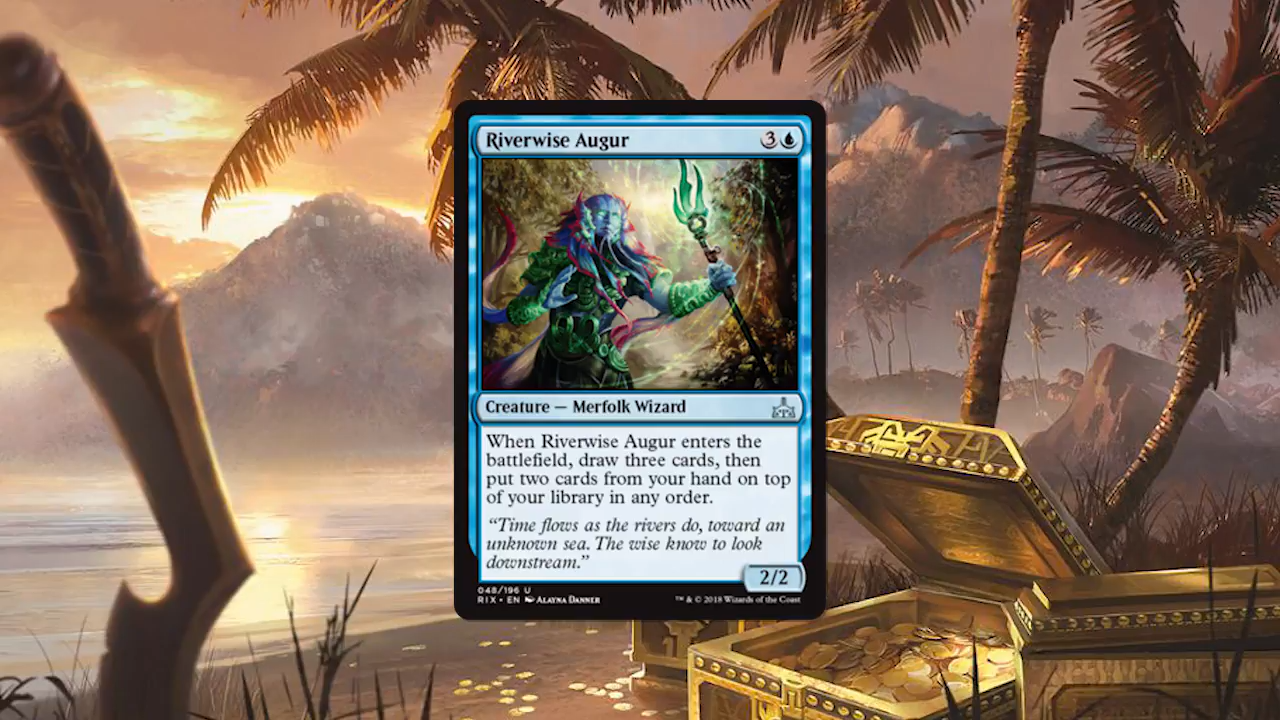 Riverwise Augur 3
Creature — Merfolk Wizard
When Riverwise Augur enters the
battlefield, draw three cards, then
put two cards from your hand on top
of your library in any order.
“Time flows as the rivers do, toward an
unknown sea. The wise know to look
downstream.”
2/2
048/196 U
RIX • EN Alayna Danner ™ & © 2018 Wizards of the Coast